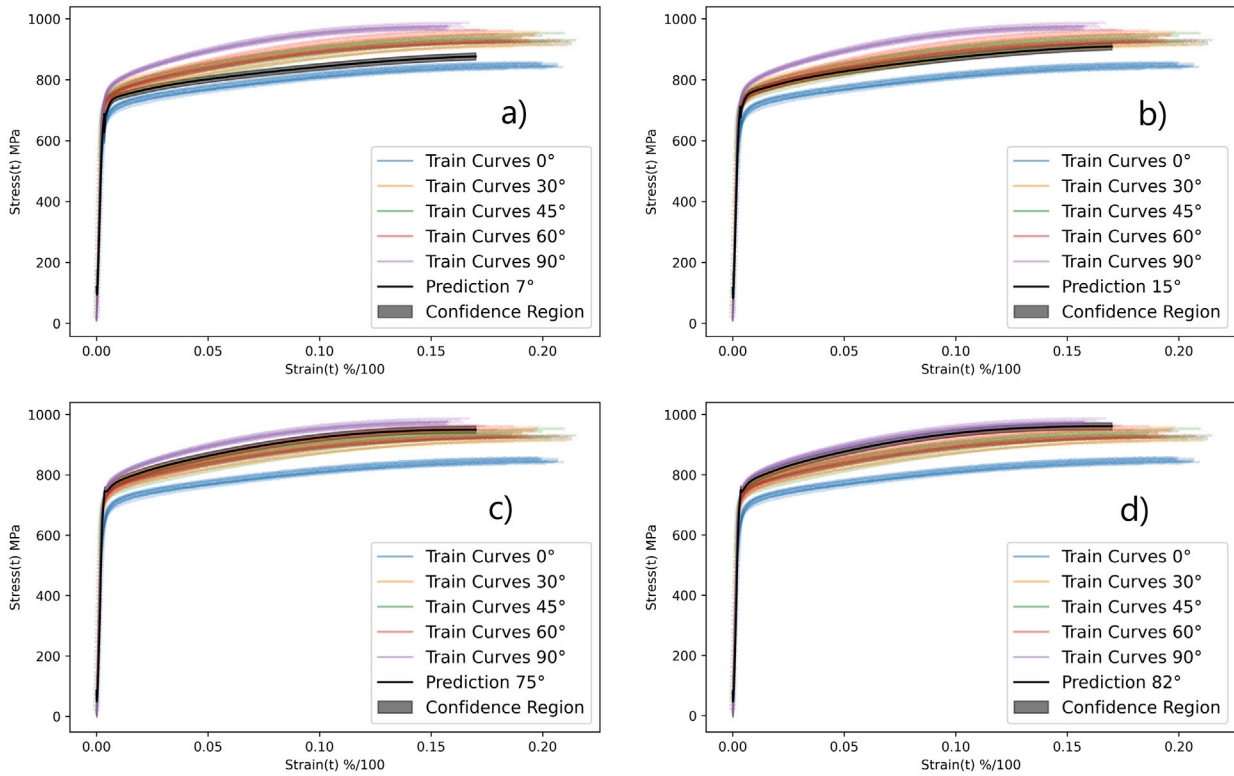 1000
800
600
400
200
0
Stress(t) MPa
a)
Train Curves 0°
Train Curves 30°
Train Curves 45°
Train Curves 60°
Train Curves 90°
Prediction 7°
Confidence Region
0.00 0.05 0.10 0.15 0.20
Strain(t) %/100
1000
800
600
400
200
0
Stress(t) MPa
b)
Train Curves 0°
Train Curves 30°
Train Curves 45°
Train Curves 60°
Train Curves 90°
Prediction 15°
Confidence Region
0.00 0.05 0.10 0.15 0.20
Strain(t) %/100
1000
800
600
400
200
0
Stress(t) MPa
c)
Train Curves 0°
Train Curves 30°
Train Curves 45°
Train Curves 60°
Train Curves 90°
Prediction 75°
Confidence Region
0.00 0.05 0.10 0.15 0.20
Strain(t) %/100
1000
800
600
400
200
0
Stress(t) MPa
d)
Train Curves 0°
Train Curves 30°
Train Curves 45°
Train Curves 60°
Train Curves 90°
Prediction 82°
Confidence Region
0.00 0.05 0.10 0.15 0.20
Strain(t) %/100